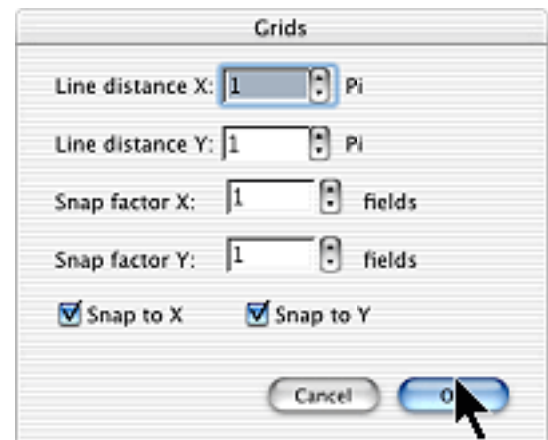 Grids
Line distance X: 1 Pi
Line distance Y: 1 Pi
Snap factor X: 1 fields
Snap factor Y: 1 fields
Snap to X Snap to Y
Cancel